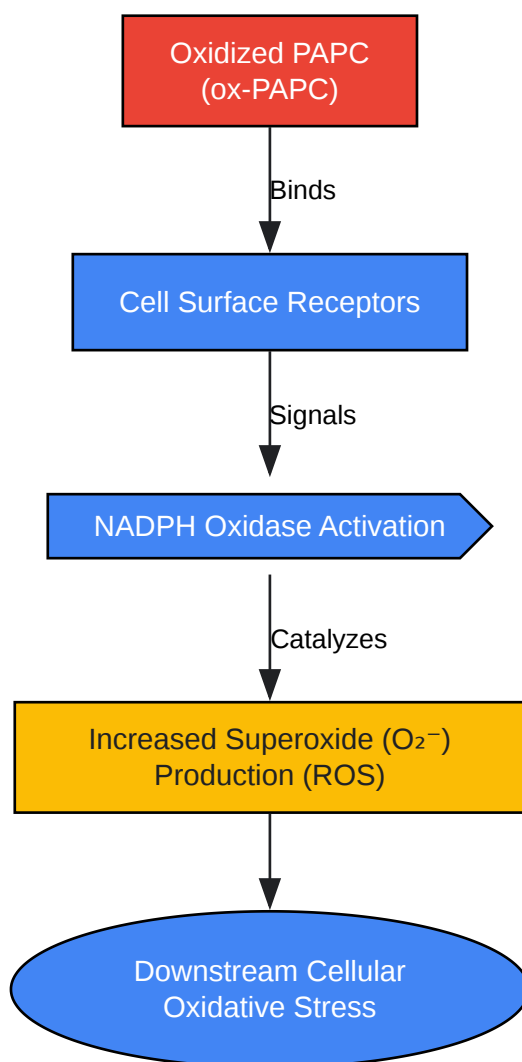 Oxidized PAPC
(ox-PAPC)
Binds
Cell Surface Receptors
Signals
NADPH Oxidase Activation
Catalyzes
Increased Superoxide (O₂⁻)
Production (ROS)
Downstream Cellular
Oxidative Stress